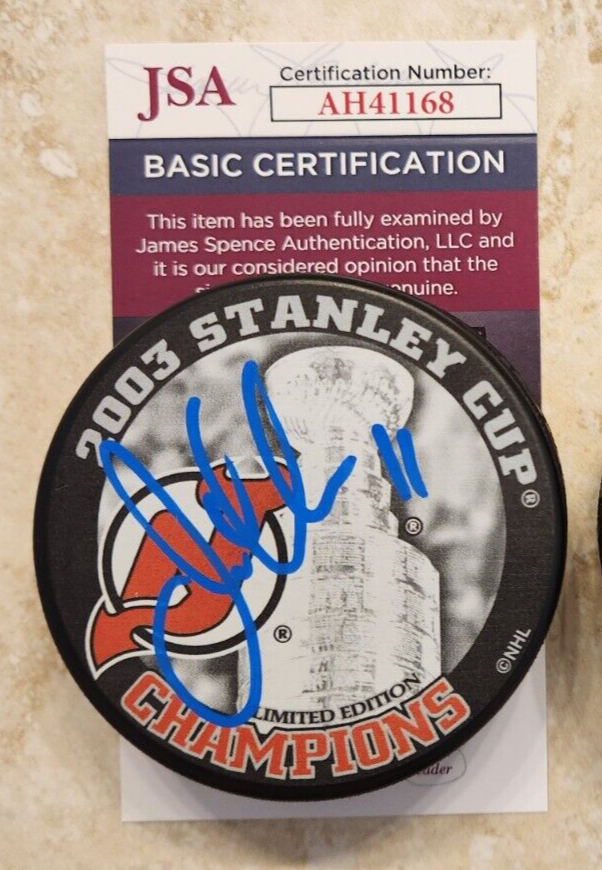 JSA
Certification Number:
AH41168
BASIC CERTIFICATION
This item has been fully examined by
James Spence Authentication, LLC and
it is our considered opinion that the
2003 STANLEY CUP®
11
®
®
©NHL
LIMITED EDITION
CHAMPIONS